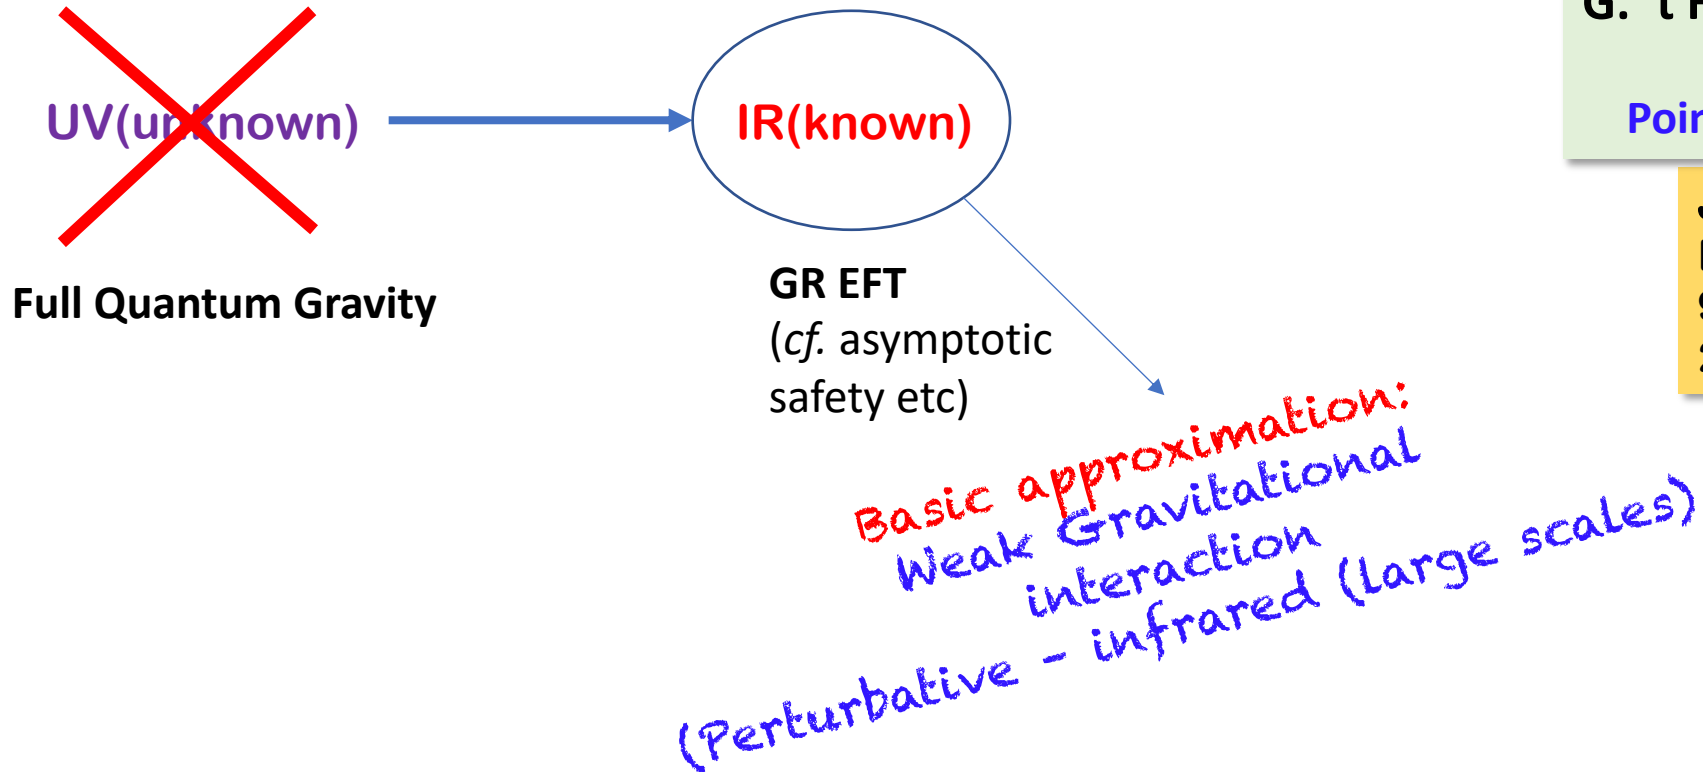 UV(unknown)
IR(known)
Full Quantum Gravity
GR EFT
(cf. asymptotic
safety etc)
Basic approximation:
Weak Gravitational
interaction
(Perturbative - infrared (large scales)
G. 't